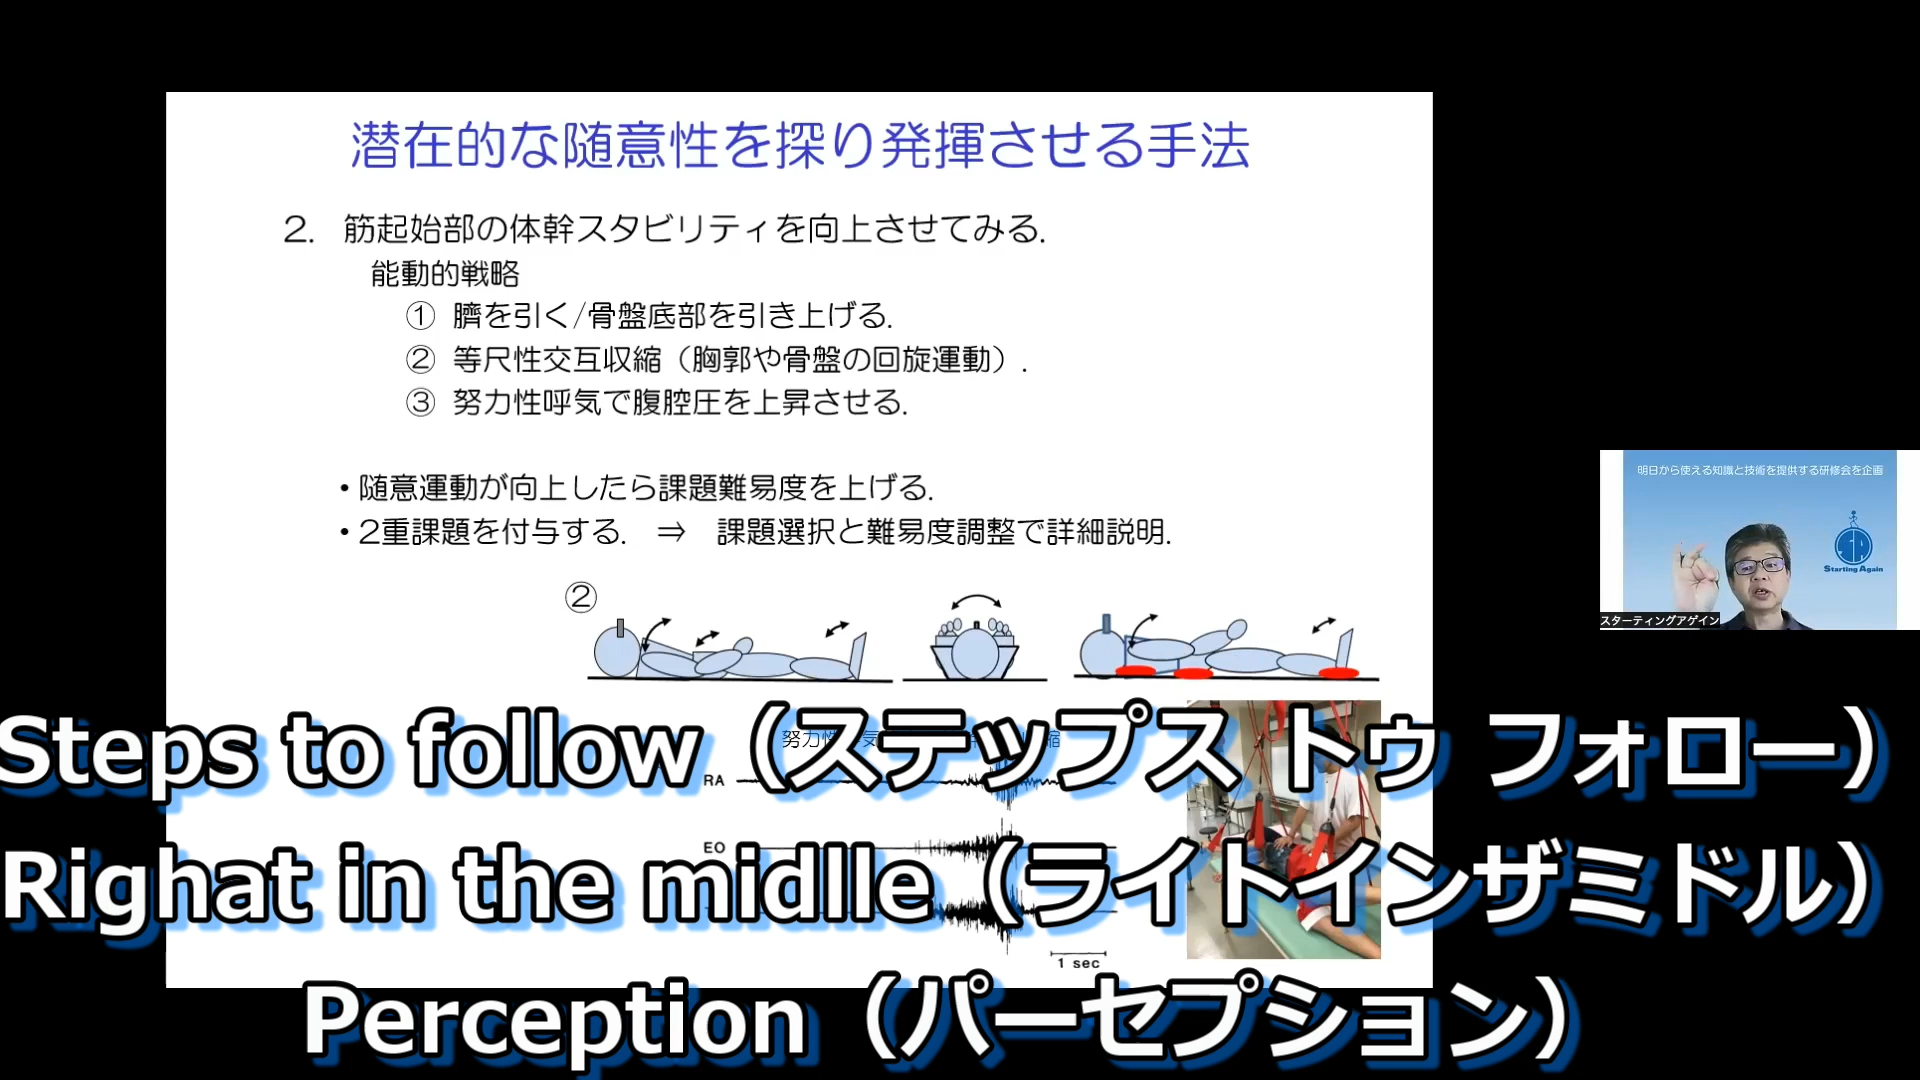 潜在的な随意性を探り発揮させる手法
2. 筋起始部の体幹スタビリティを向上させてみる.
能動的戦略
① 臍を引く/骨盤底部を引き上げる.
② 等尺性交互収縮（胸郭や骨盤の回旋運動）.
③ 努力性呼気で腹腔圧を上昇させる.
・随意運動が向上したら課題難易度を上げる.
・2重課題を付与する. ⇒ 課題選択と難易度調整で詳細説明.
②
明日から使える知識と技術を提供する研修会を企画
SA
Starting Again
スターティングアゲイン
努力性
RA
EO
1 sec
Steps to follow（ステップス トゥ フォロー）
Righat in the midlle（ライトインザミドル）
Perception（パーセプション）